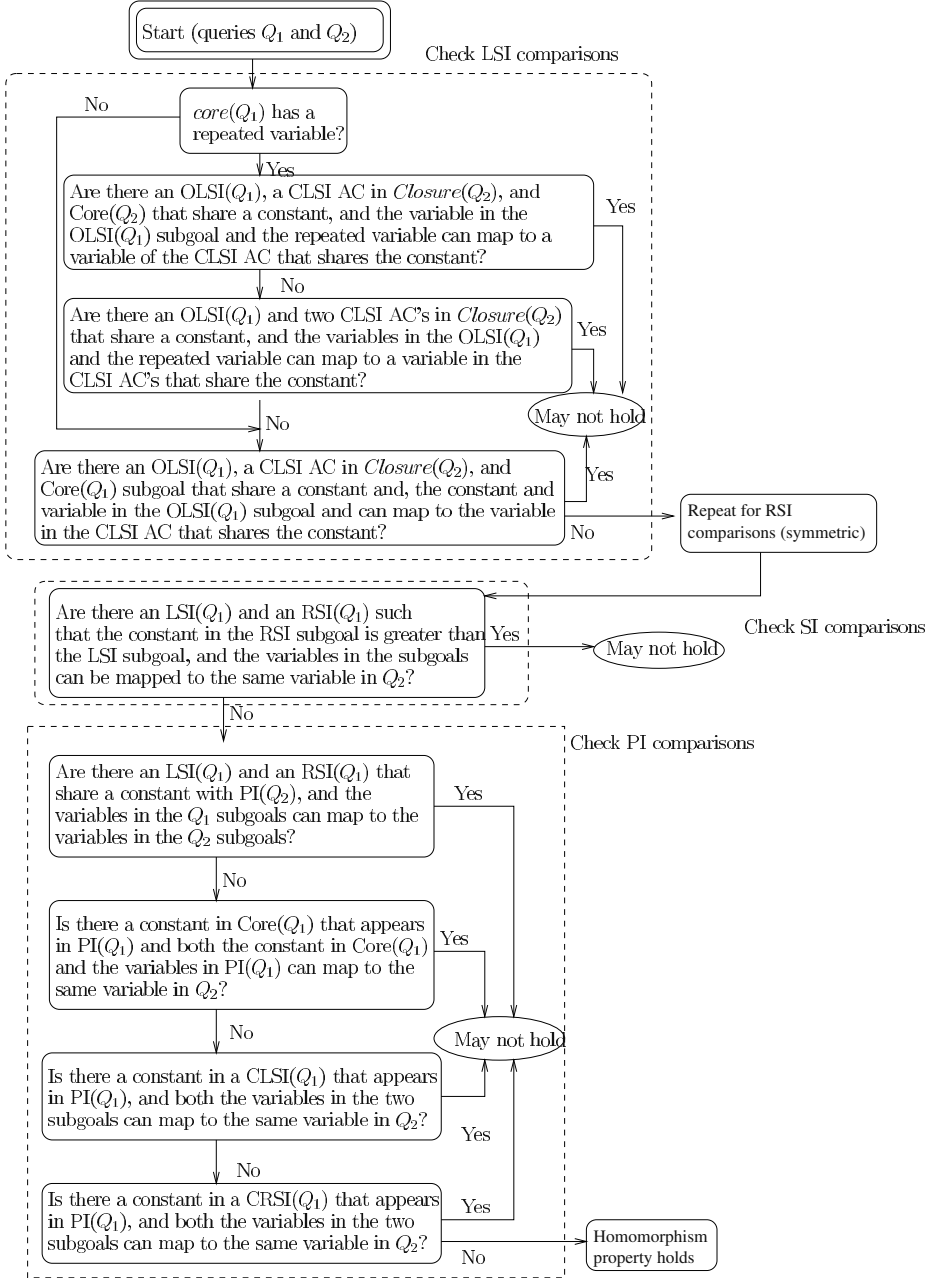 Start (queries Q1 and Q2)
Check LSI comparisons
No
core(Q1) has a
repeated variable?
Yes
Are there an OLSI(Q1), a CLSI AC in Closure(Q2), and
Core(Q2) that share a constant, and the variable in the
OLSI(Q1) subgoal and the repeated variable can map to a
variable of the CLSI AC that shares the constant?
Yes
No
Are there an OLSI(Q1) and two CLSI AC's in Closure(Q2)
that share a constant, and the variables in the OLSI(Q1)
and the repeated variable can map to a variable in the
CLSI AC's that share the constant?
Yes
May not hold
No
Are there an OLSI(Q1), a CLSI AC in Closure(Q2), and
Core(Q1) subgoal that share a constant and, the constant and
variable in the OLSI(Q1) subgoal and can map to the variable
in the CLSI AC that shares the constant?
Yes
No
Repeat for RSI
comparisons (symmetric)
Are there an LSI(Q1) and an RSI(Q1) such
that the constant in the RSI subgoal is greater than
the LSI subgoal, and the variables in the subgoals
can be mapped to the same variable in Q2?
Yes
May not hold
Check SI comparisons
No
Check PI comparisons
Are there an LSI(Q1) and an RSI(Q1) that
share a constant with PI(Q2), and the
variables in the Q1 subgoals can map to the
variables in the Q2 subgoals?
Yes
No
Is there a constant in Core(Q1) that appears
in PI(Q1) and both the constant in Core(Q1)
and the variables in PI(Q1) can map to the
same variable in Q2?
Yes
No
May not hold
Is there a constant in a CLSI(Q1) that appears
in PI(Q1), and both the variables in the two
subgoals can map to the same variable in Q2?
Yes
No
Is there a constant in a CRSI(Q1) that appears
in PI(Q1), and both the variables in the two
subgoals can map to the same variable in Q2?
Yes
No
Homomorphism
property holds